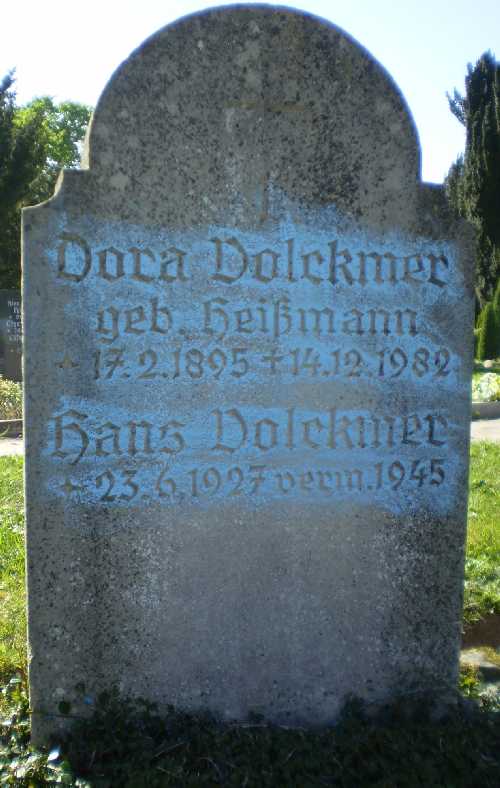 Dora Volckmer
geb. Heißmann
* 17.2.1895 † 14.12.1982
Hans Volckmer
* 23.6.1927 verm. 1945